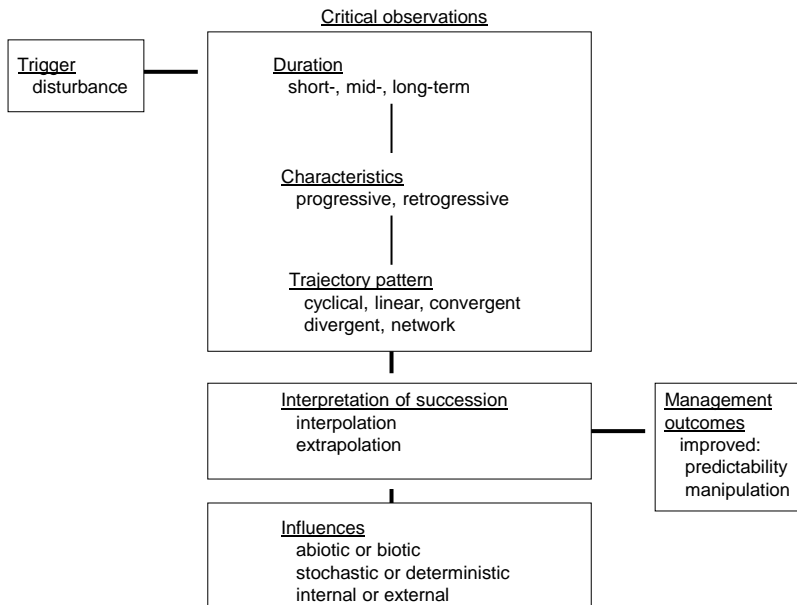 Critical observations
Trigger
disturbance
Duration
short-, mid-, long-term
Characteristics
progressive, retrogressive
Trajectory pattern
cyclical, linear, convergent
divergent, network
Interpretation of succession
interpolation
extrapolation
Management
outcomes
improved:
predictability
manipulation
Influences
abiotic or biotic
stochastic or deterministic
internal or external